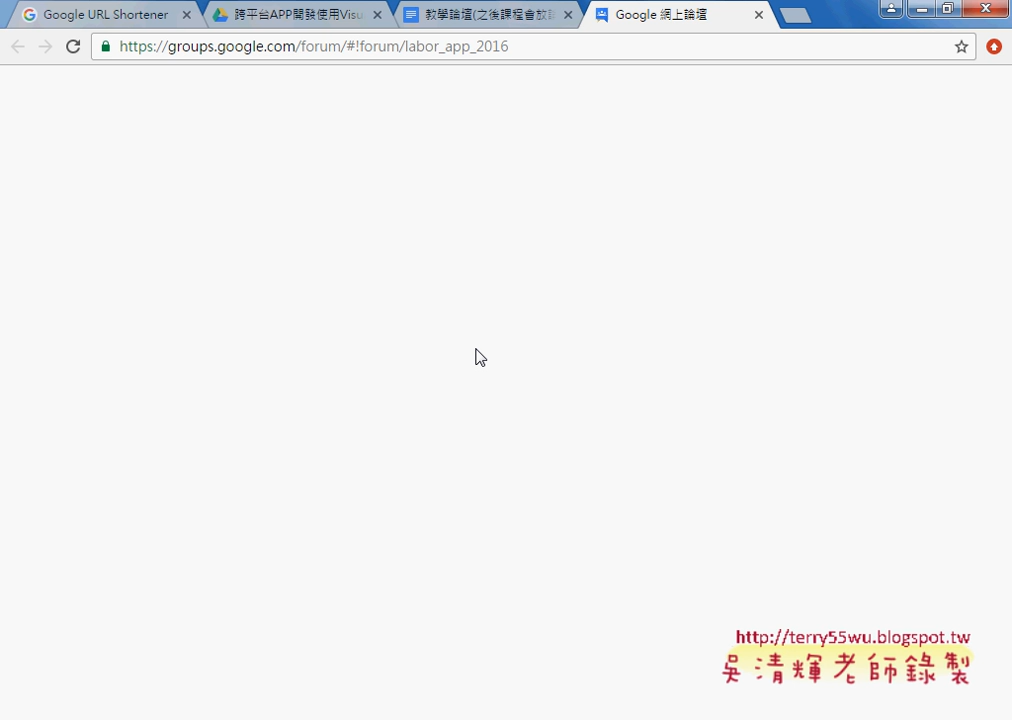 Google URL Shortener
跨平台APP開發使用Visu
教學論壇(之後課程會放
Google 網上論壇
https://groups.google.com/forum/#!forum/labor_app_2016
http://terry55wu.blogspot.tw
吳清輝老師錄製